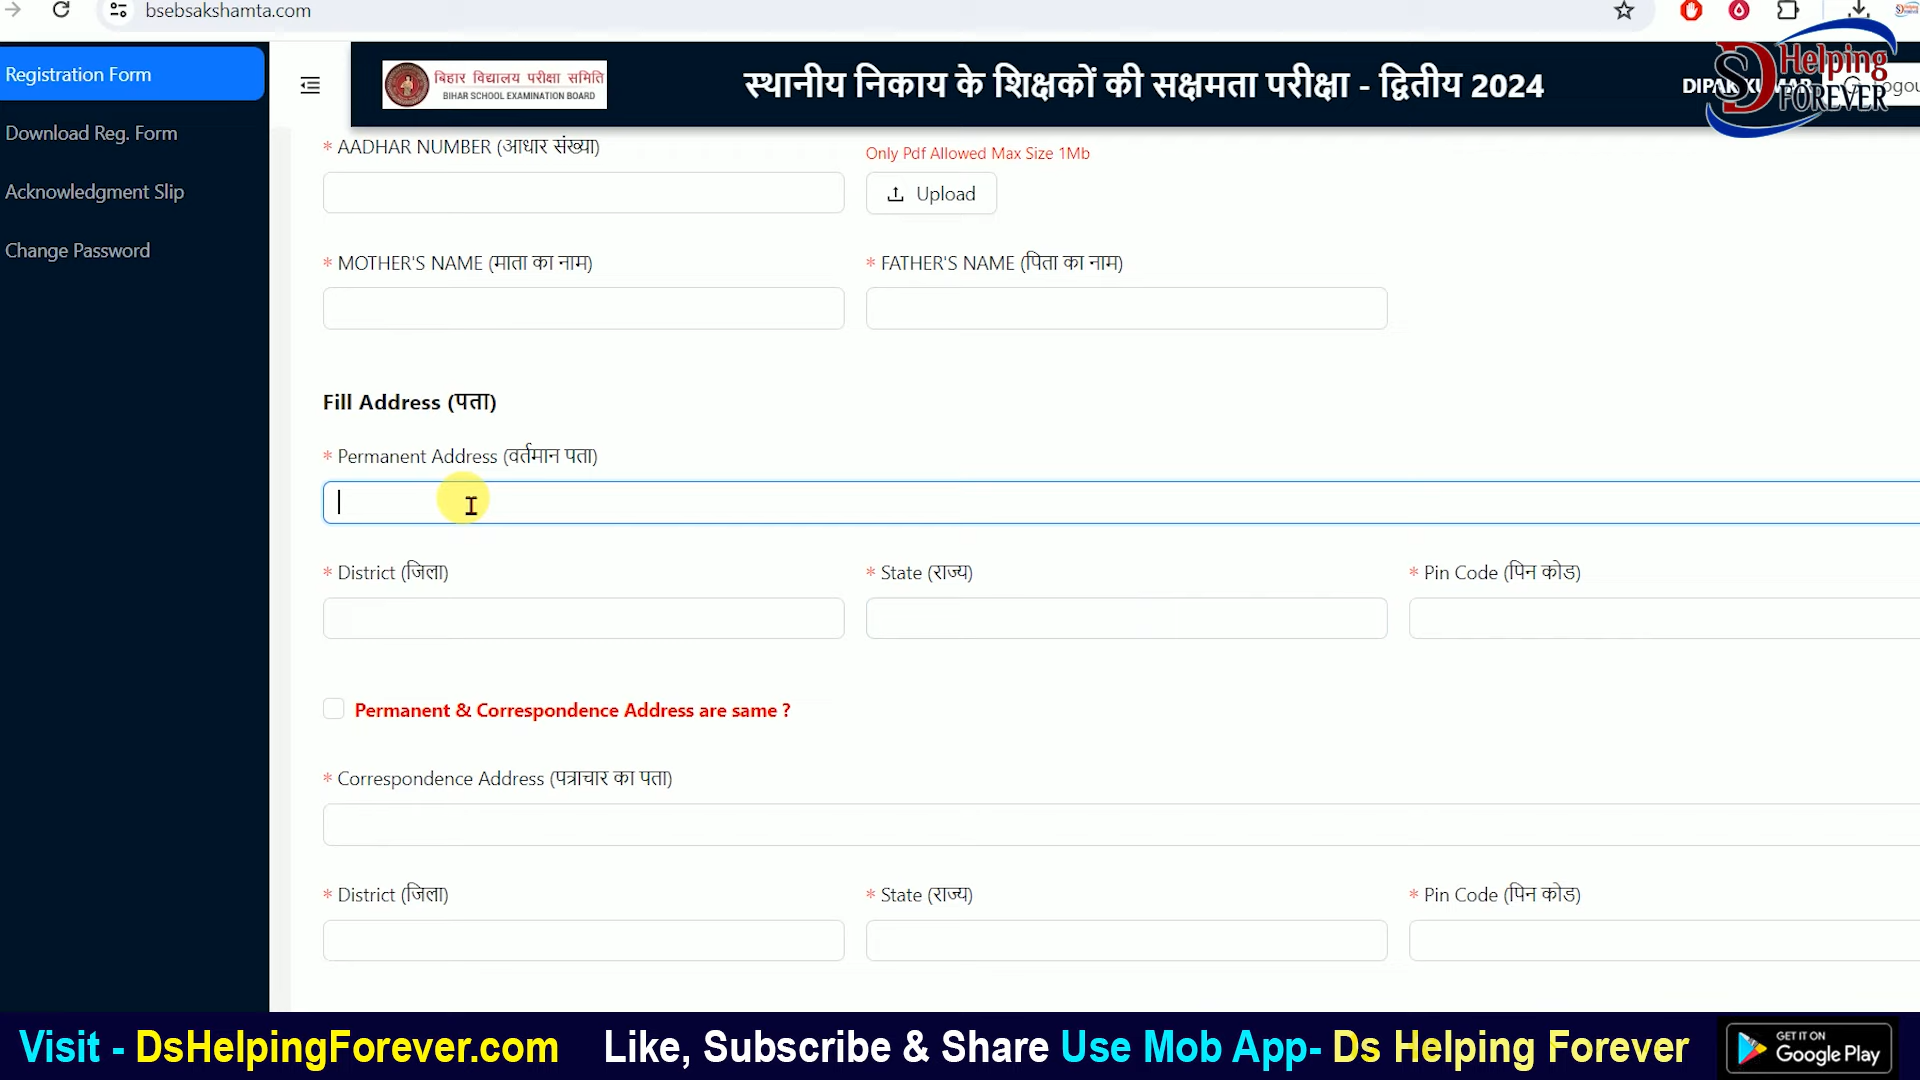 bsebsakshamta.com
Registration Form
Download Reg. Form
Acknowledgment Slip
Change Password
बिहार विद्यालय परीक्षा समिति
BIHAR SCHOOL EXAMINATION BOARD
स्थानीय निकाय के शिक्षकों की सक्षमता परीक्षा - द्वितीय 2024
SD Helping FOREVER
* AADHAR NUMBER (आधार संख्या)
Only Pdf Allowed Max Size 1Mb
Upload
* MOTHER'S NAME (माता का नाम) * FATHER'S NAME (पिता का नाम)
Fill Address (पता)
* Permanent Address (वर्तमान पता)
* District (जिला) * State (राज्य) * Pin Code (पिन कोड)
Permanent & Correspondence Address are same ?
* Correspondence Address (पत्राचार का पता)
* District (जिला) * State (राज्य) * Pin Code (पिन कोड)
Visit - DsHelpingForever.com Like, Subscribe & Share Use Mob App- Ds Helping Forever
GET IT ON
Google Play